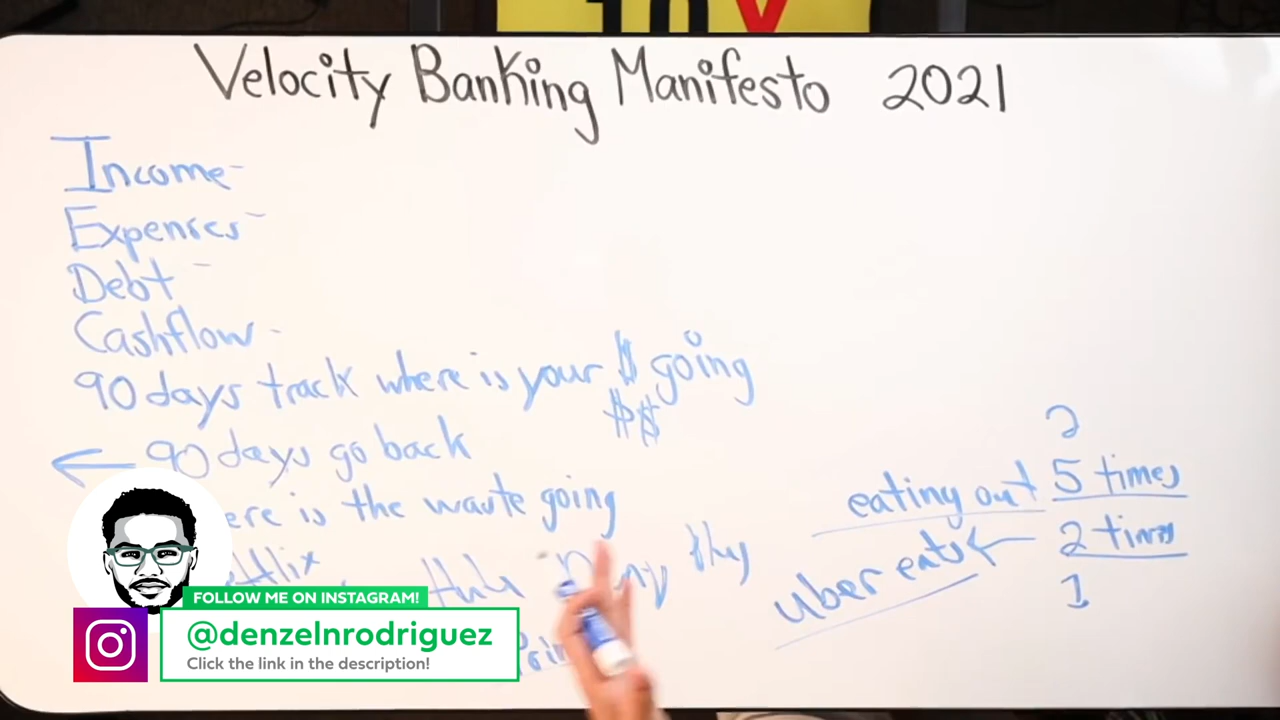 10X
Velocity Banking Manifesto 2021
Income-
Expenses-
Debt-
Cashflow-
90 days track where is your $ going
$$
← 90 days go back
ere is the waste going
eating out 5 times
2
uber eats ← 2 times
1
FOLLOW ME ON INSTAGRAM!
@denzelnrodriguez
Click the link in the description!